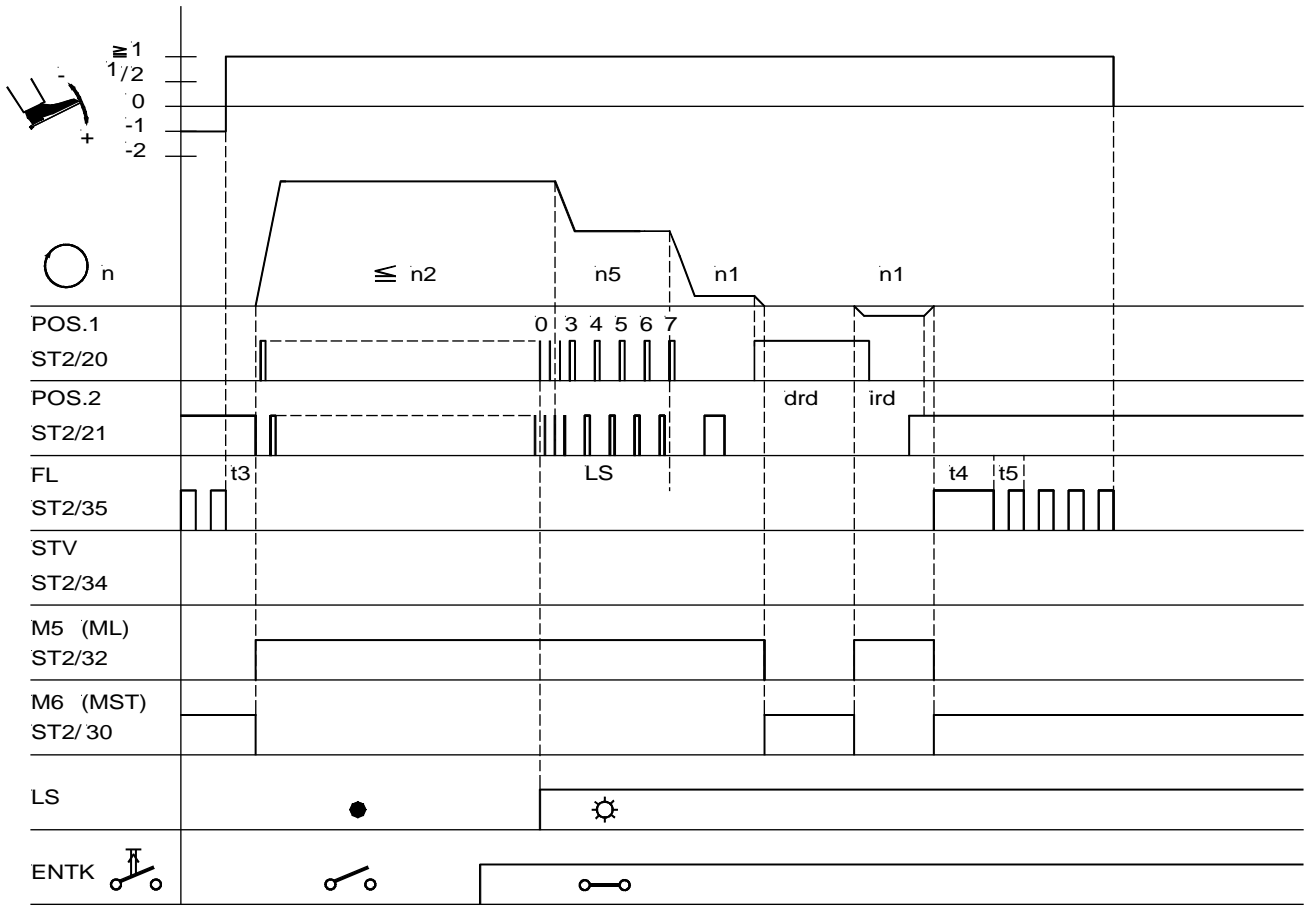 ≧1
1/2
-
0
-1
+
-2
n
≦ n2
n5
n1
n1
POS.1
0 3 4 5 6 7
ST2/20
POS.2
drd
ird
ST2/21
FL
t3
LS
t4
t5
ST2/35
STV
ST2/34
M5 (ML)
ST2/32
M6 (MST)
ST2/ 30
LS
ENTK